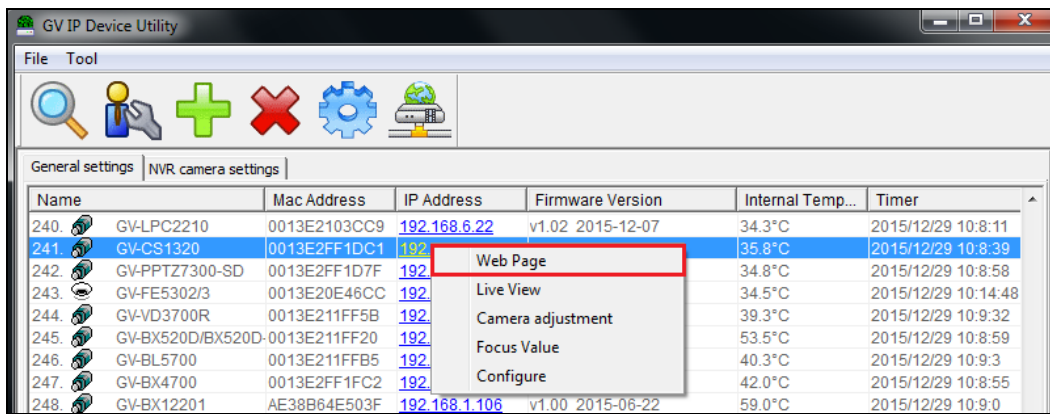 GV IP Device Utility
File Tool
General settings NVR camera settings
Name Mac Address IP Address Firmware Version Internal Temp... Timer
240. GV-LPC2210 0013E2103CC9 192.168.6.22 v1.02 2015-12-07 34.3°C 2015/12/29 10:8:11
241. GV-CS1320 0013E2FF1DC1 192. 35.8°C 2015/12/29 10:8:39
Web Page
242. GV-PPTZ7300-SD 0013E2FF1D7F 192. 34.8°C 2015/12/29 10:8:58
243. GV-FE5302/3 0013E20E46CC 192. 34.5°C 2015/12/29 10:14:48
Live View
244. GV-VD3700R 0013E211FF5B 192. 39.3°C 2015/12/29 10:9:32
Camera adjustment
245. GV-BX520D/BX520D- 0013E211FF20 192. 53.5°C 2015/12/29 10:8:59
Focus Value
246. GV-BL5700 0013E211FFB5 192. 40.3°C 2015/12/29 10:9:3
Configure
247. GV-BX4700 0013E2FF1FC2 192. 42.0°C 2015/12/29 10:8:55
248. GV-BX12201 AE38B64E503F 192.168.1.106 v1.00 2015-06-22 59.0°C 2015/12/29 10:9:0